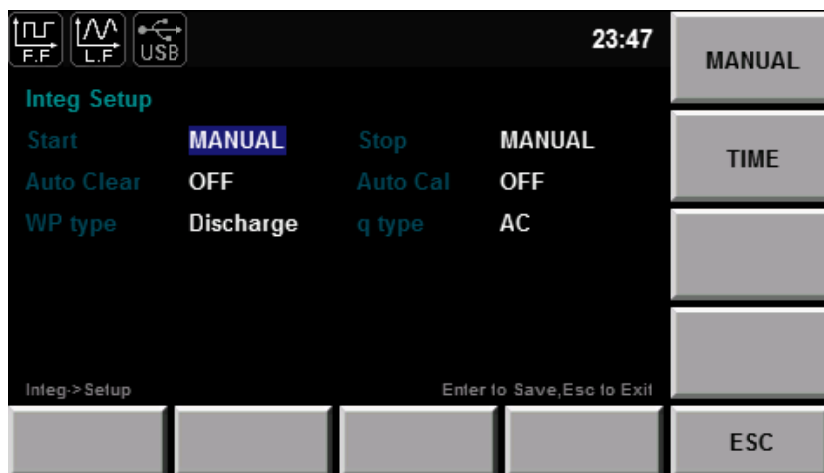 F.F L.F USB 23:47
MANUAL
Integ Setup
Start MANUAL Stop MANUAL
TIME
Auto Clear OFF Auto Cal OFF
WP type Discharge q type AC
Integ->Setup Enter to Save,Esc to Exit
ESC